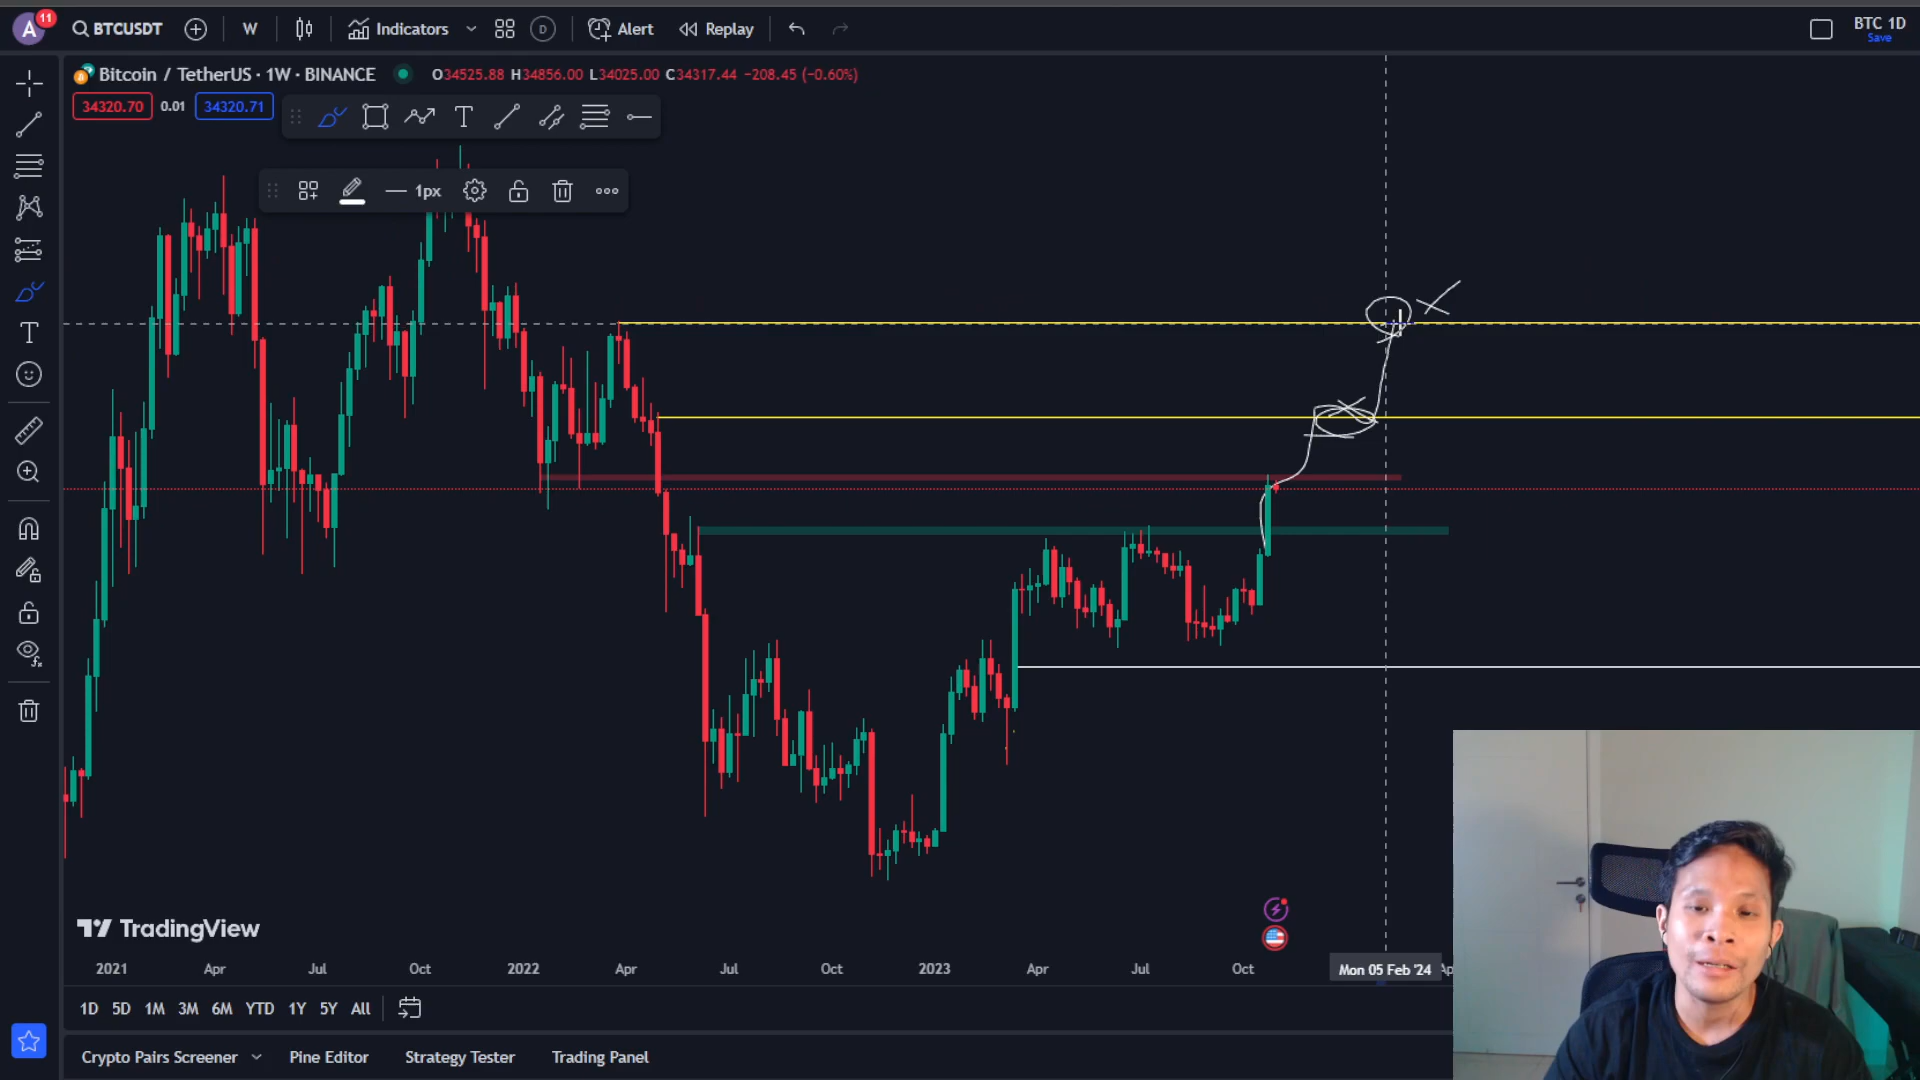 A 11 BTCUSDT W Indicators D Alert Replay BTC 1D
Save
Bitcoin / TetherUS · 1W · BINANCE O34525.88 H34856.00 L34025.00 C34317.44 −208.45 (−0.60%)
34320.70 0.01 34320.71 T
1px
T
TradingView
2021 Apr Jul Oct 2022 Apr Jul Oct 2023 Apr Jul Oct Mon 05 Feb '24 Ap
1D 5D 1M 3M 6M YTD 1Y 5Y All
Crypto Pairs Screener Pine Editor Strategy Tester Trading Panel